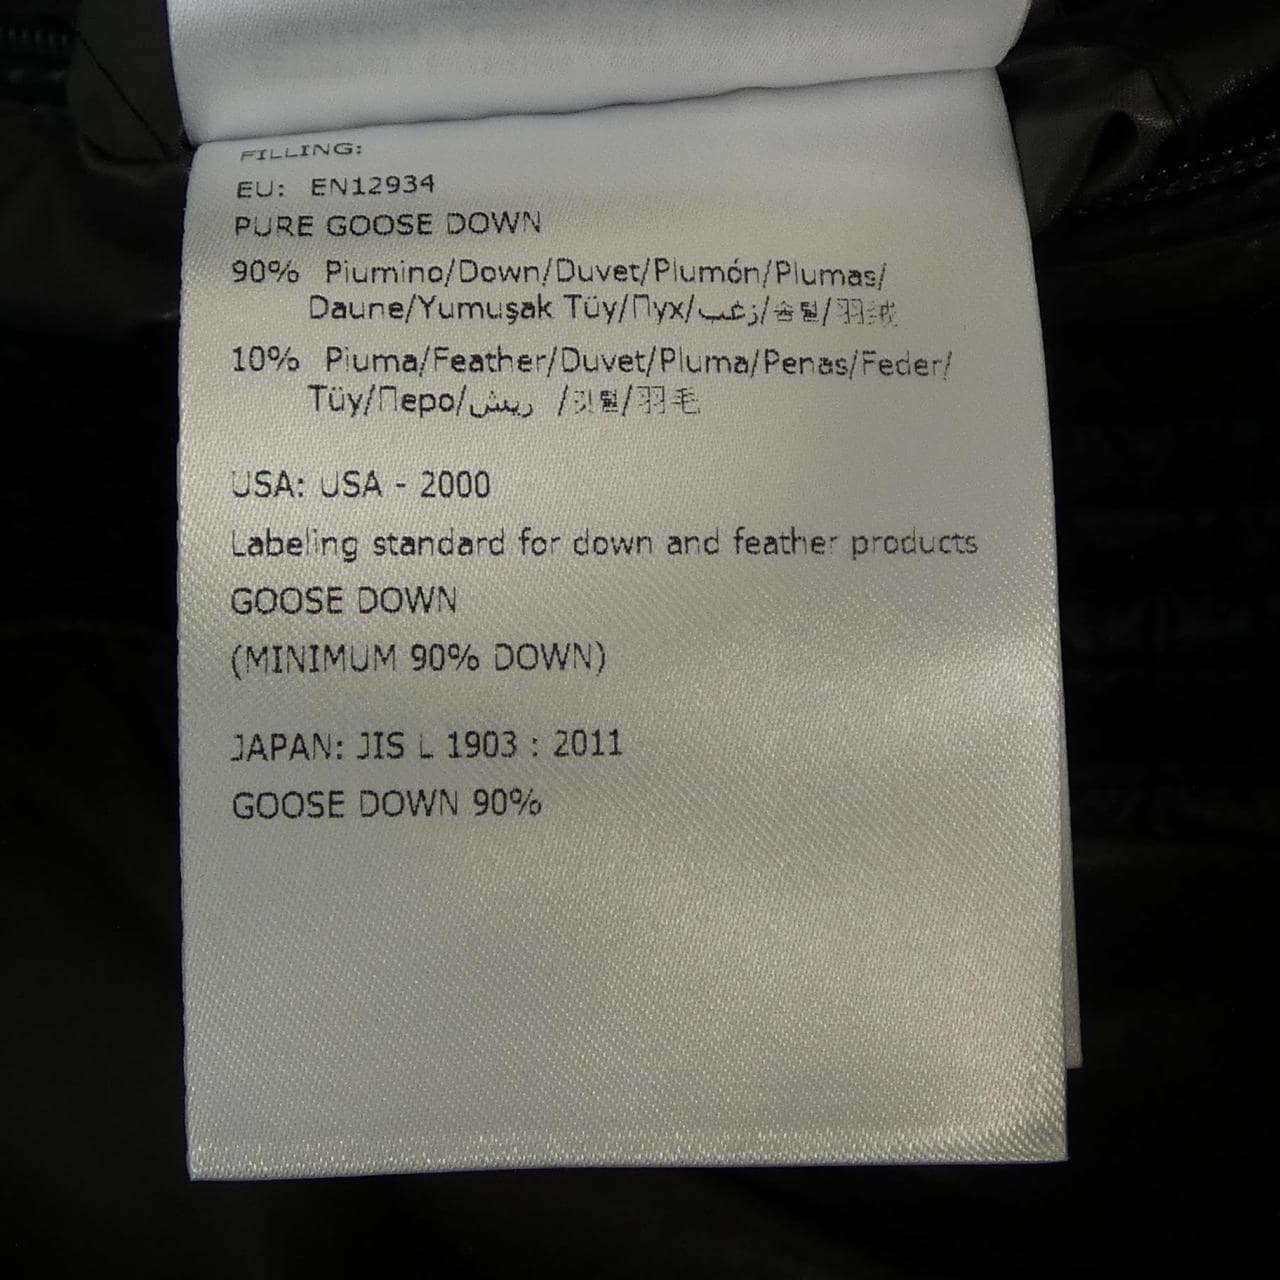 FILLING:
EU: EN12934
PURE GOOSE DOWN
90% Piumino/Down/Duvet/Plumón/Plumas/
Daune/Yumuşak Tüy/Пух/زغب/솜털/羽绒
10% Piuma/Feather/Duvet/Pluma/Penas/Feder/
Tüy/Перо/ريش /깃털/羽毛
USA: USA - 2000
Labeling standard for down and feather products
GOOSE DOWN
(MINIMUM 90% DOWN)
JAPAN: JIS L 1903 : 2011
GOOSE DOWN 90%